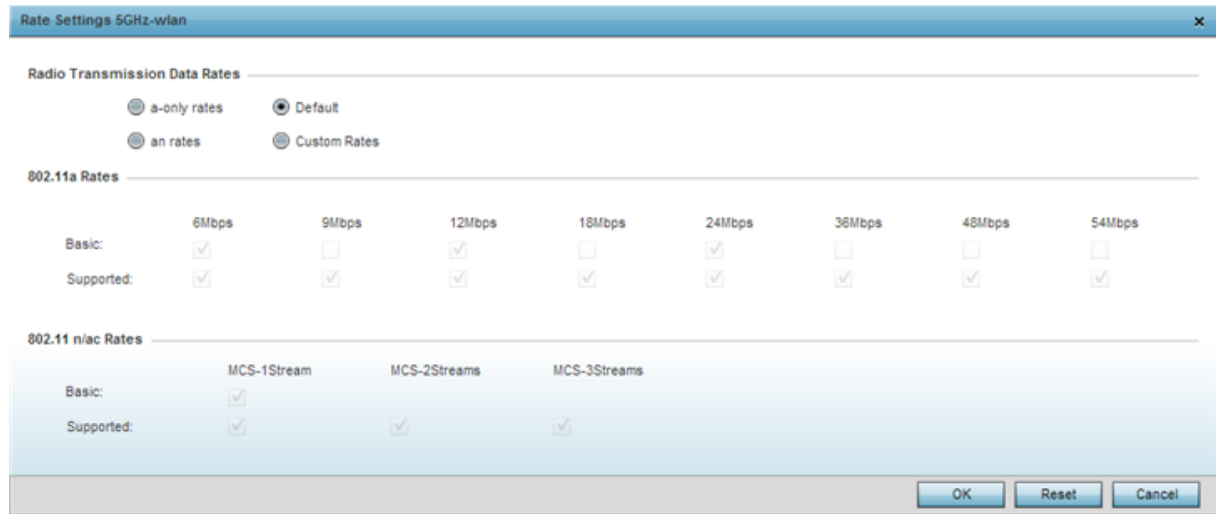 Rate Settings 5GHz-wlan
Radio Transmission Data Rates
a-only rates Default
an rates Custom Rates
802.11a Rates
6Mbps 9Mbps 12Mbps 18Mbps 24Mbps 36Mbps 48Mbps 54Mbps
Basic:
Supported:
802.11 n/ac Rates
MCS-1Stream MCS-2Streams MCS-3Streams
Basic:
Supported:
OK Reset Cancel